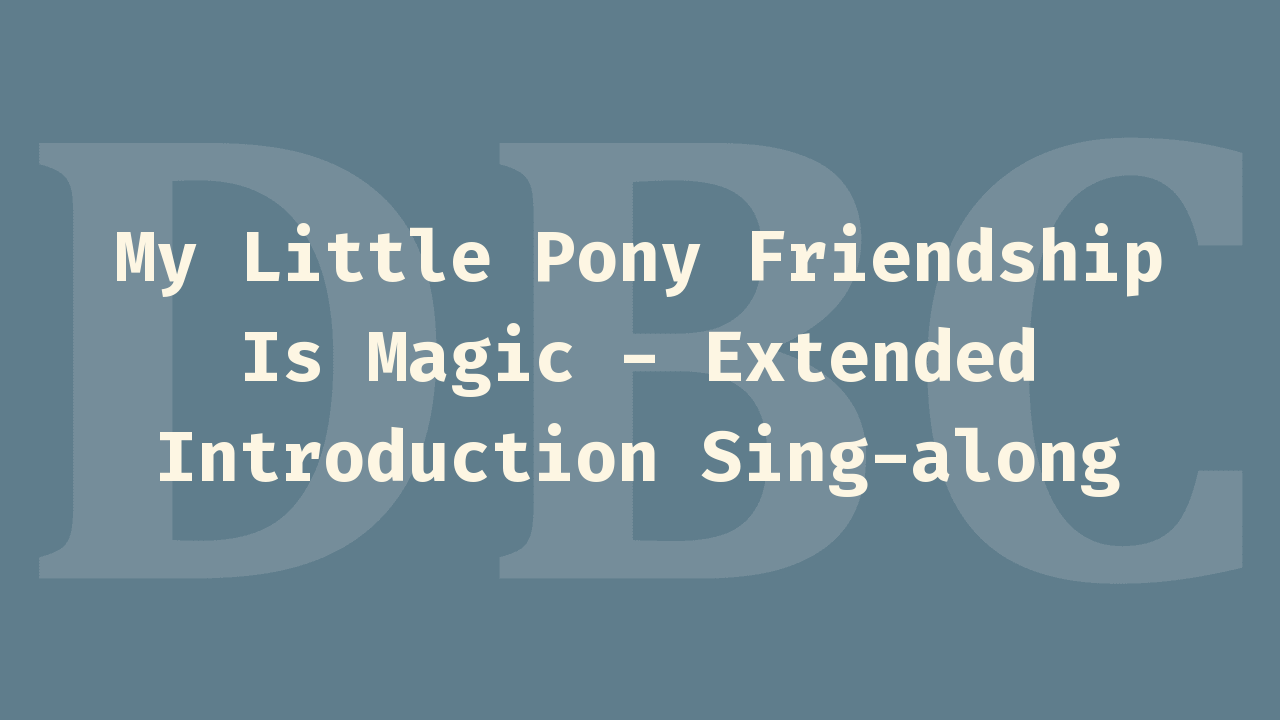 DBC
My Little Pony Friendship
Is Magic – Extended
Introduction Sing-along